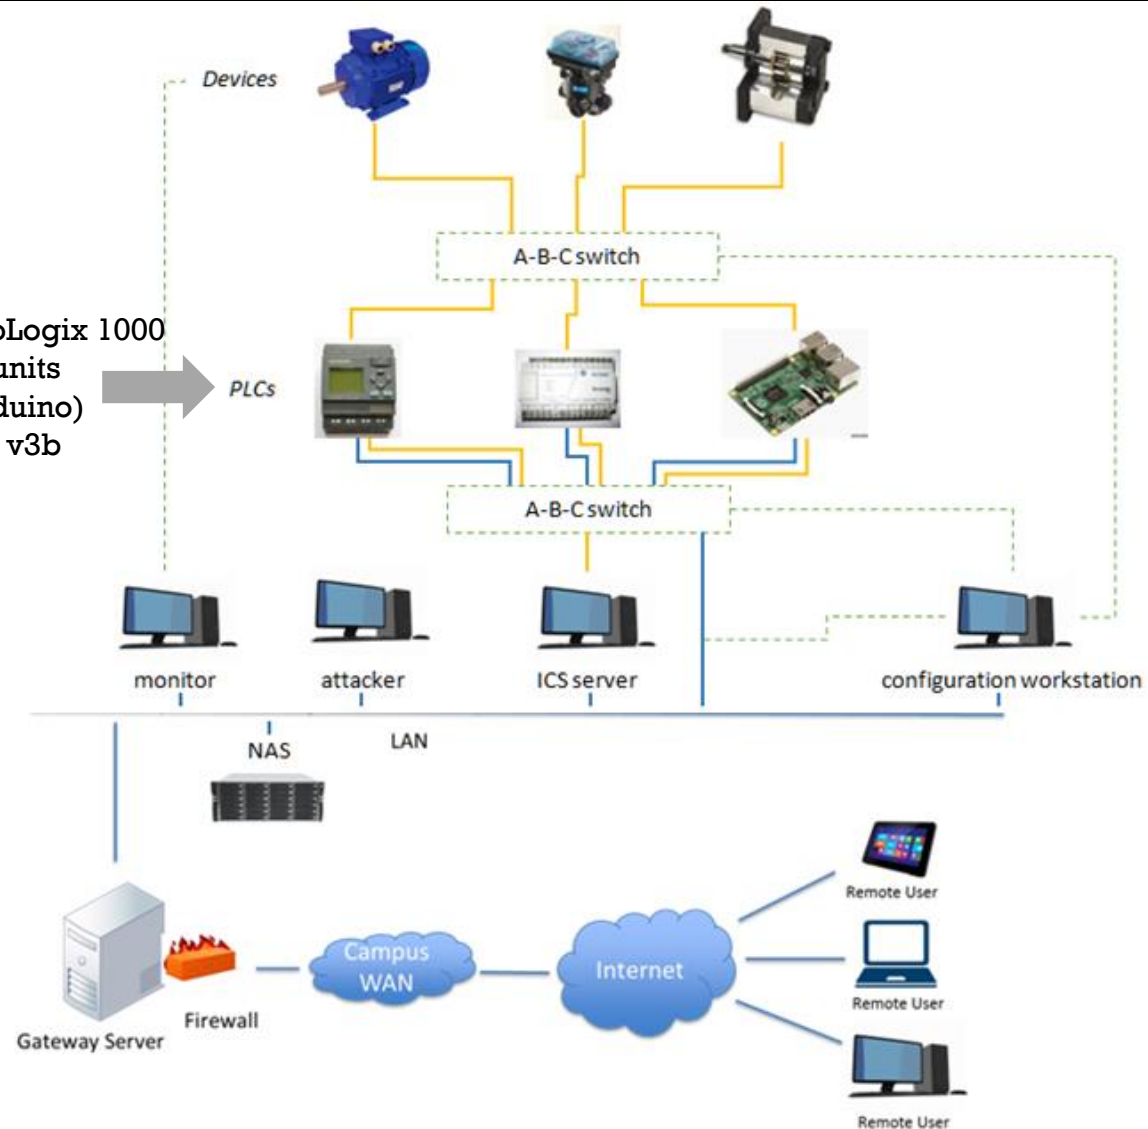 Devices
A-B-C switch
oLogix 1000
units
duino)
v3b
PLCs
A-B-C switch
monitor
attacker
ICS server
configuration workstation
NAS
LAN
Remote User
Campus
WAN
Internet
Remote User
Firewall
Gateway Server
Remote User